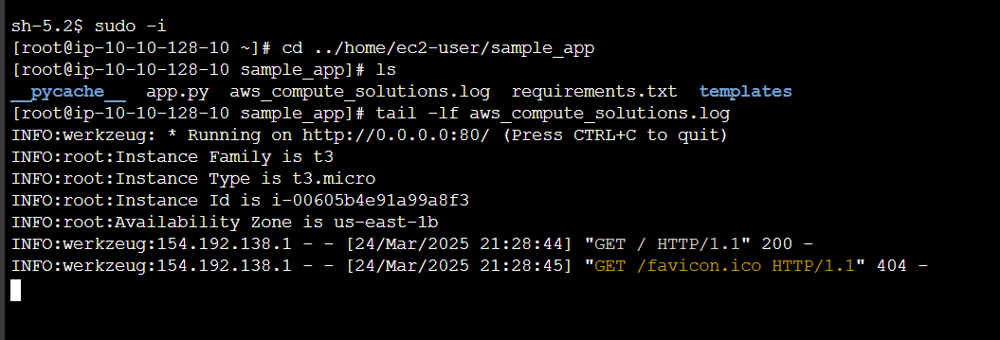 sh-5.2$ sudo -i
[root@ip-10-10-128-10 ~]# cd ../home/ec2-user/sample_app
[root@ip-10-10-128-10 sample_app]# ls
__pycache__  app.py  aws_compute_solutions.log  requirements.txt  templates
[root@ip-10-10-128-10 sample_app]# tail -lf aws_compute_solutions.log
INFO:werkzeug: * Running on http://0.0.0.0:80/ (Press CTRL+C to quit)
INFO:root:Instance Family is t3
INFO:root:Instance Type is t3.micro
INFO:root:Instance Id is i-00605b4e91a99a8f3
INFO:root:Availability Zone is us-east-1b
INFO:werkzeug:154.192.138.1 - - [24/Mar/2025 21:28:44] "GET / HTTP/1.1" 200 -
INFO:werkzeug:154.192.138.1 - - [24/Mar/2025 21:28:45] "GET /favicon.ico HTTP/1.1" 404 -